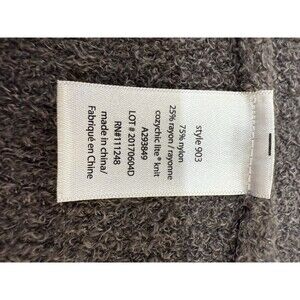 style 903
75% nylon
25% rayon / rayonne
cozychic lite® knit
A293849
LOT # 20170604D
RN#111248
made in china/
Fabriqué en Chine